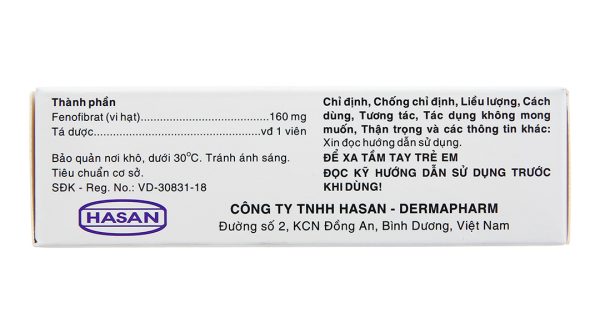 Thành phần
Fenofibrat (vi hạt)........................................160 mg
Tá dược.....................................................vđ 1 viên
Bảo quản nơi khô, dưới 30°C. Tránh ánh sáng.
Tiêu chuẩn cơ sở.
SĐK - Reg. No.: VD-30831-18
Chỉ định, Chống chỉ định, Liều lượng, Cách
dùng, Tương tác, Tác dụng không mong
muốn, Thận trọng và các thông tin khác:
Xin đọc hướng dẫn sử dụng.
ĐỂ XA TẦM TAY TRẺ EM
ĐỌC KỸ HƯỚNG DẪN SỬ DỤNG TRƯỚC
KHI DÙNG!
HASAN
CÔNG TY TNHH HASAN - DERMAPHARM
Đường số 2, KCN Đồng An, Bình Dương, Việt Nam